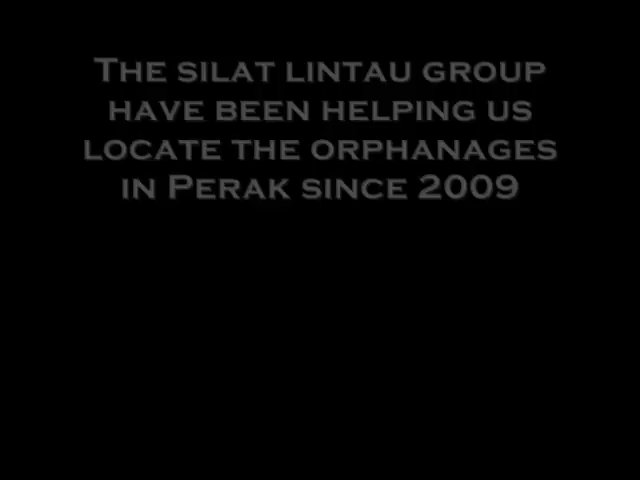 The silat lintau group
have been helping us
locate the orphanages
in Perak since 2009